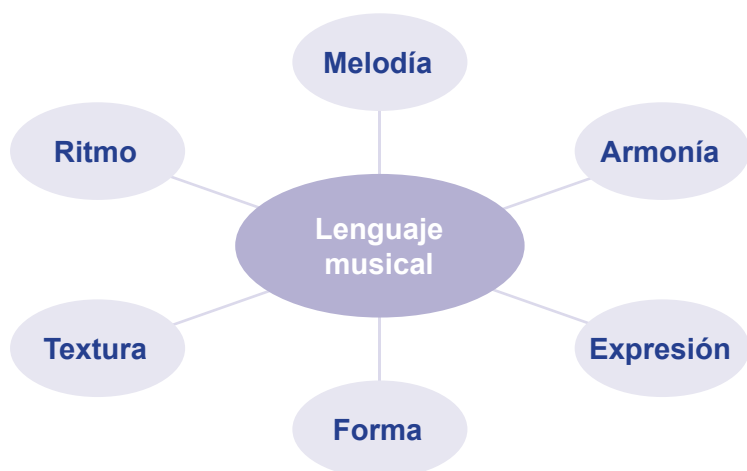 Melodía
Ritmo
Armonía
Lenguaje
musical
Textura
Expresión
Forma